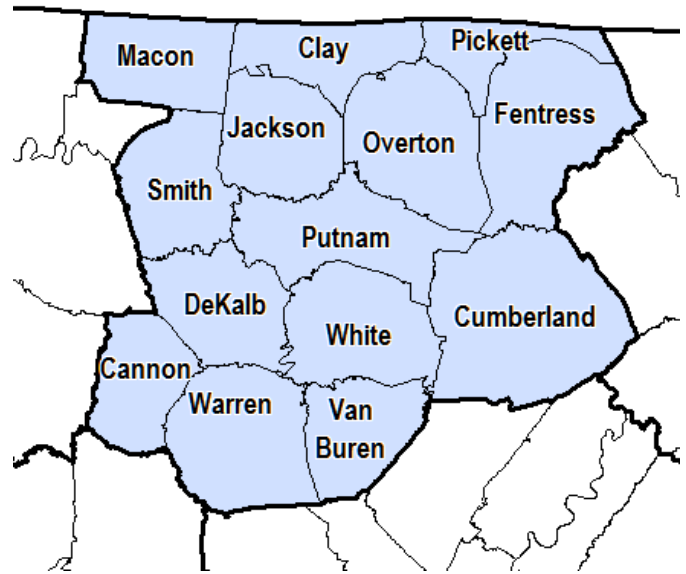 Macon
Clay
Pickett
Jackson
Overton
Fentress
Smith
Putnam
DeKalb
White
Cumberland
Cannon
Warren
Van
Buren